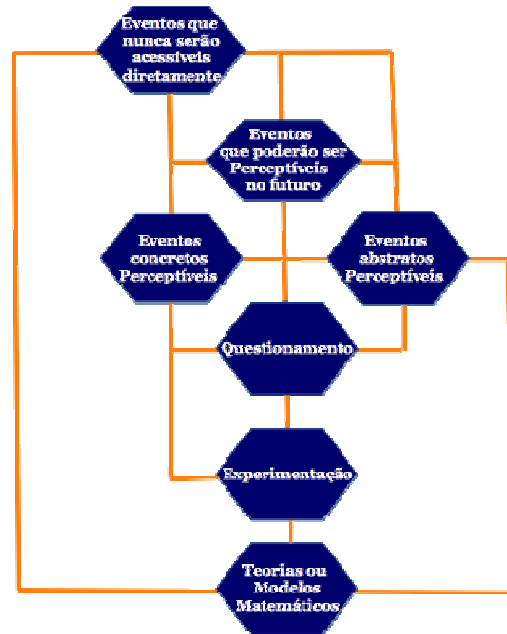 Eventos que
nunca serão
acessíveis
diretamente
Eventos
que poderão ser
Perceptíveis
no futuro
Eventos
concretos
Perceptíveis
Eventos
abstratos
Perceptíveis
Questionamento
Experimentação
Teorias ou
Modelos
Matemáticos